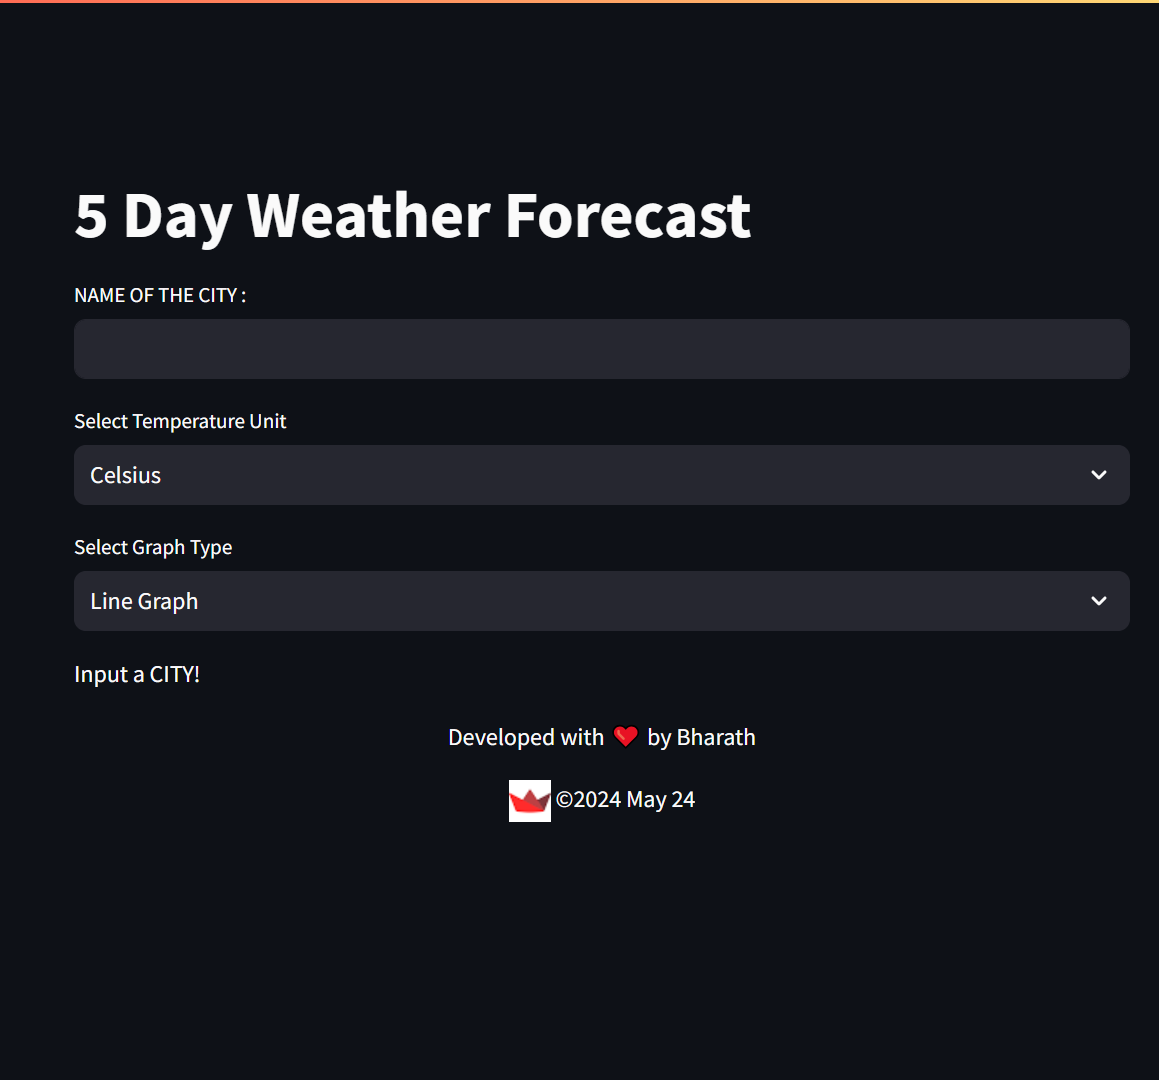 5 Day Weather Forecast
NAME OF THE CITY :
Select Temperature Unit
Celsius
Select Graph Type
Line Graph
Input a CITY!
Developed with ❤️ by Bharath
©2024 May 24